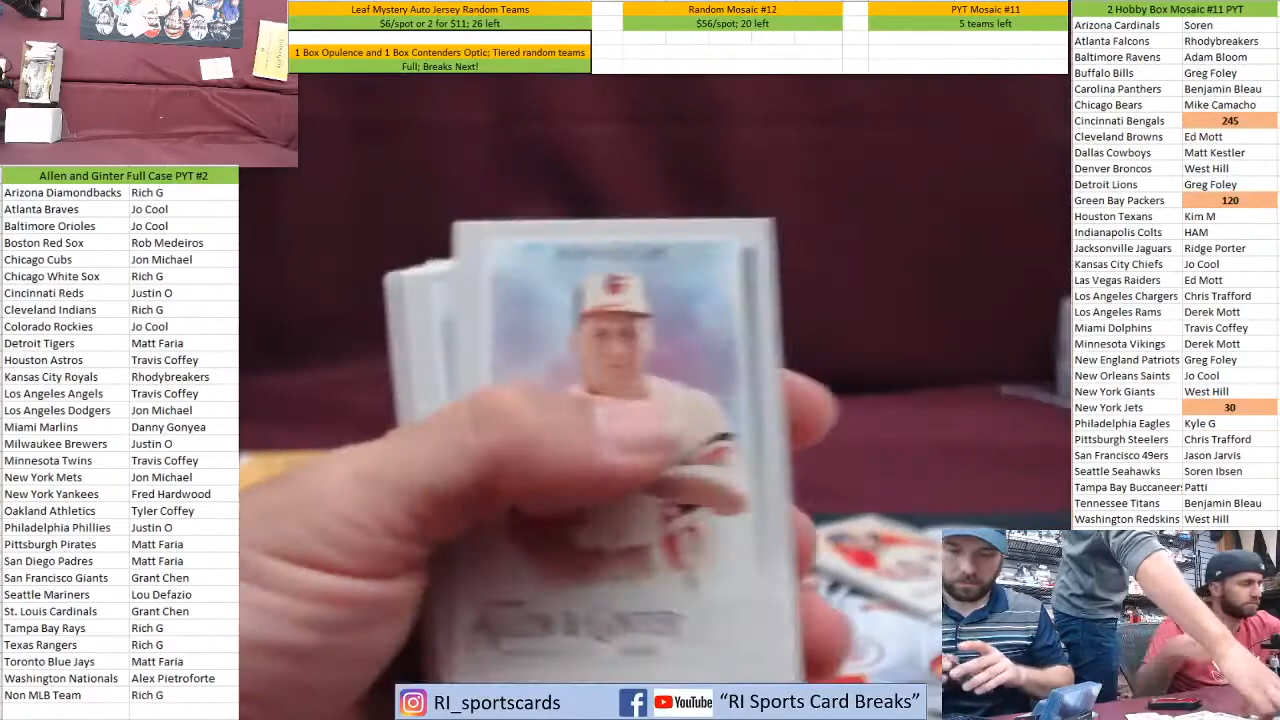 Leaf Mystery Auto Jersey Random Teams
$6/spot or 2 for $11; 26 left
1 Box Opulence and 1 Box Contenders Optic; Tiered random teams
Full; Breaks Next!
Random Mosaic #12
$56/spot; 20 left
PYT Mosaic #11
5 teams left
2 Hobby Box Mosaic #11 PYT
Arizona Cardinals Soren
Atlanta Falcons Rhodybreakers
Baltimore Ravens Adam Bloom
Buffalo Bills Greg Foley
Carolina Panthers Benjamin Bleau
Chicago Bears Mike Camacho
Cincinnati Bengals 245
Cleveland Browns Ed Mott
Dallas Cowboys Matt Kestler
Denver Broncos West Hill
Detroit Lions Greg Foley
Green Bay Packers 120
Houston Texans Kim M
Indianapolis Colts HAM
Jacksonville Jaguars Ridge Porter
Kansas City Chiefs Jo Cool
Las Vegas Raiders Ed Mott
Los Angeles Chargers Chris Trafford
Los Angeles Rams Derek Mott
Miami Dolphins Travis Coffey
Minnesota Vikings Derek Mott
New England Patriots Greg Foley
New Orleans Saints Jo Cool
New York Giants West Hill
New York Jets 30
Philadelphia Eagles Kyle G
Pittsburgh Steelers Chris Trafford
San Francisco 49ers Jason Jarvis
Seattle Seahawks Soren Ibsen
Tampa Bay Buccaneer Patti
Tennessee Titans Benjamin Bleau
Washington Redskins West Hill
Allen and Ginter Full Case PYT #2
Arizona Diamondbacks Rich G
Atlanta Braves Jo Cool
Baltimore Orioles Jo Cool
Boston Red Sox Rob Medeiros
Chicago Cubs Jon Michael
Chicago White Sox Rich G
Cincinnati Reds Justin O
Cleveland Indians Rich G
Colorado Rockies Jo Cool
Detroit Tigers Matt Faria
Houston Astros Travis Coffey
Kansas City Royals Rhodybreakers
Los Angeles Angels Travis Coffey
Los Angeles Dodgers Jon Michael
Miami Marlins Danny Gonyea
Milwaukee Brewers Justin O
Minnesota Twins Travis Coffey
New York Mets Jon Michael
New York Yankees Fred Hardwood
Oakland Athletics Tyler Coffey
Philadelphia Phillies Justin O
Pittsburgh Pirates Matt Faria
San Diego Padres Matt Faria
San Francisco Giants Grant Chen
Seattle Mariners Lou Defazio
St. Louis Cardinals Grant Chen
Tampa Bay Rays Rich G
Texas Rangers Rich G
Toronto Blue Jays Matt Faria
Washington Nationals Alex Pietroforte
Non MLB Team Rich G
RI_sportscards YouTube “RI Sports Card Breaks”